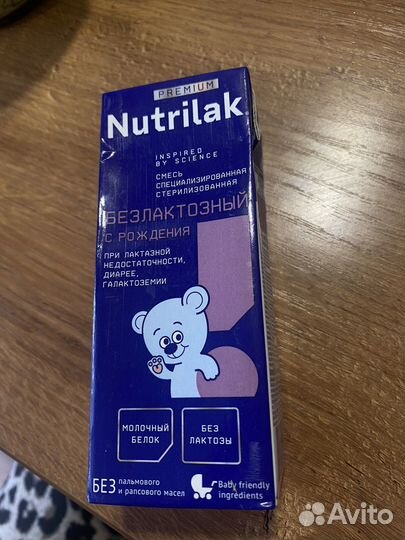 PREMIUM
Nutrilak
INSPIRED
BY SCIENCE
СМЕСЬ
СПЕЦИАЛИЗИРОВАННАЯ
СТЕРИЛИЗОВАННАЯ
БЕЗЛАКТОЗНЫЙ
С РОЖДЕНИЯ
ПРИ ЛАКТАЗНОЙ
НЕДОСТАТОЧНОСТИ,
ДИАРЕЕ,
ГАЛАКТОЗЕМИИ
МОЛОЧНЫЙ
БЕЛОК
БЕЗ
ЛАКТОЗЫ
БЕЗ пальмового
и рапсового масел
Baby friendly
ingredients
Avito